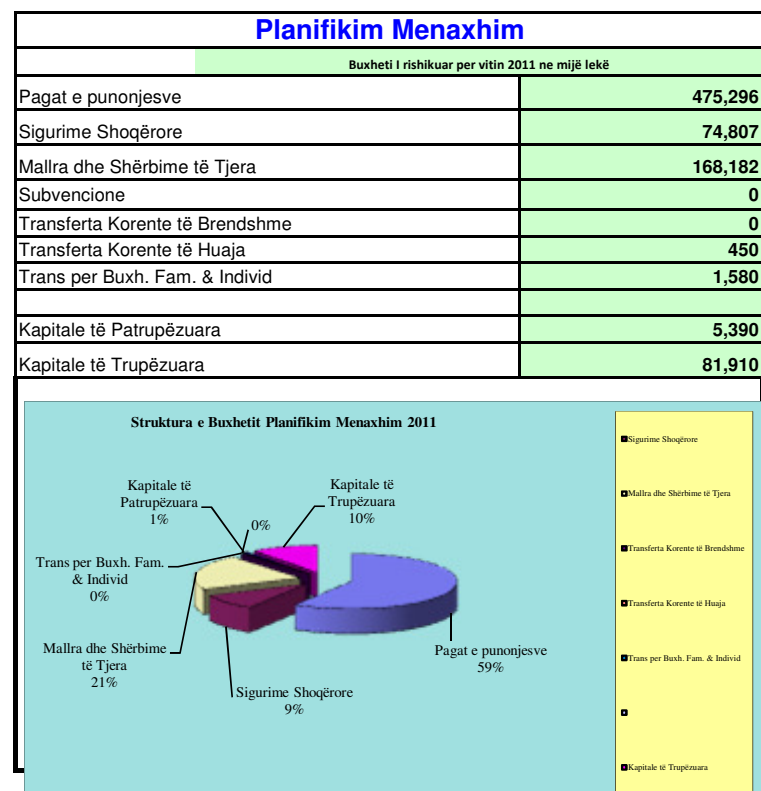 Planifikim Menaxhim
Buxheti I rishikuar per vitin 2011 ne mijë lekë
Pagat e punonjesve 475,296
Sigurime Shoqërore 74,807
Mallra dhe Shërbime të Tjera 168,182
Subvencione 0
Transferta Korente të Brendshme 0
Transferta Korente të Huaja 450
Trans per Buxh. Fam. & Individ 1,580
Kapitale të Patrupëzuara 5,390
Kapitale të Trupëzuara 81,910
Struktura e Buxhetit Planifikim Menaxhim 2011
Kapitale të
Patrupëzuara
1%
0%
Kapitale të
Trupëzuara
10%
Trans per Buxh. Fam.
& Individ
0%
Mallra dhe Shërbime
të Tjera
21%
Sigurime Shoqërore
9%
Pagat e punonjesve
59%
Sigurime Shoqërore
Mallra dhe Shërbime të Tjera
Transferta Korente të Brendshme
Transferta Korente të Huaja
Trans per Buxh. Fam. & Individ
Kapitale të Trupëzuara